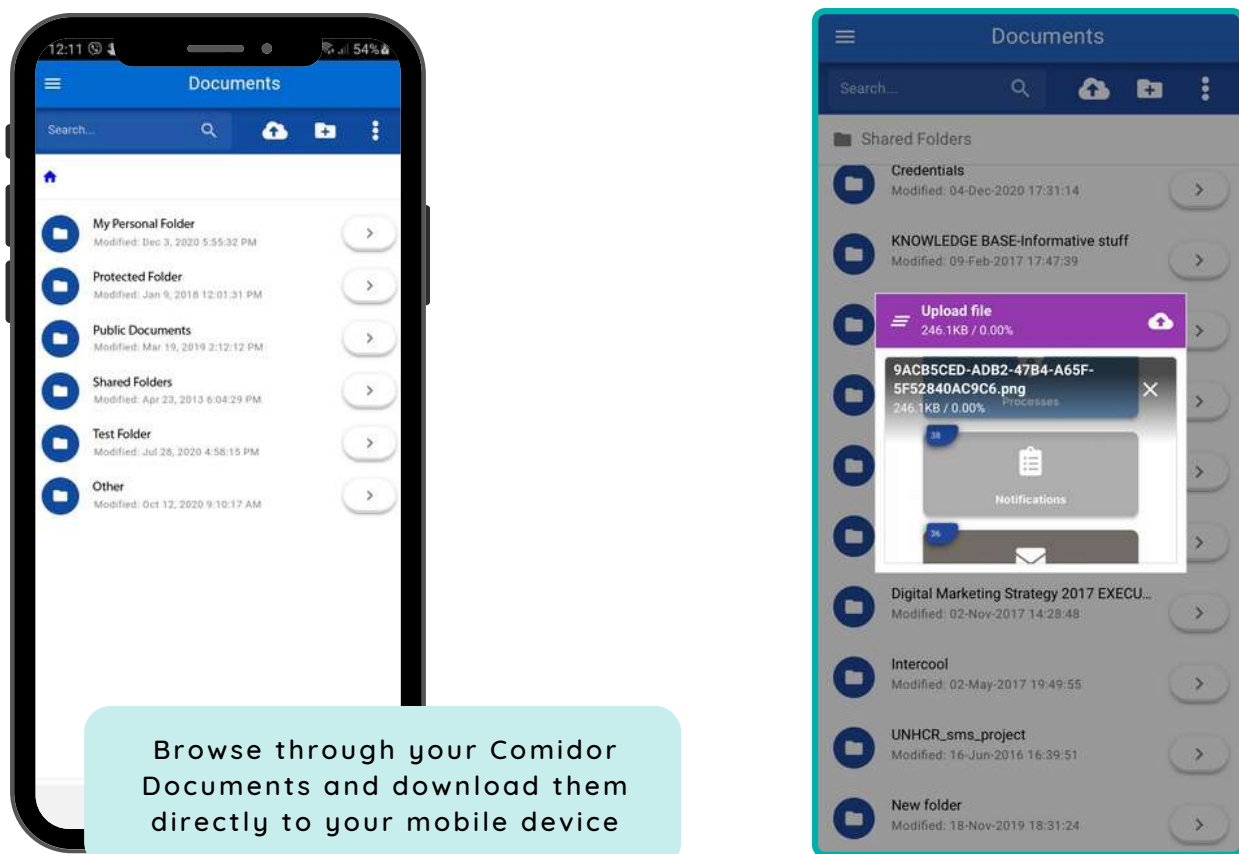 12:11
54%
Documents
Search...
My Personal Folder
Modified: Dec 3, 2020 5:55:32 PM
Protected Folder
Modified: Jan 9, 2018 12:01:31 PM
Public Documents
Modified: Mar 19, 2019 2:12:12 PM
Shared Folders
Modified: Apr 23, 2013 6:04:29 PM
Test Folder
Modified: Jul 28, 2020 4:58:15 PM
Other
Modified: Oct 12, 2020 9:10:17 AM
Browse through your Comidor
Documents and download them
directly to your mobile device
Documents
Search...
Shared Folders
Credentials
Modified: 04-Dec-2020 17:31:14
KNOWLEDGE BASE-Informative stuff
Modified: 09-Feb-2017 17:47:39
Upload file
246.1KB / 0.00%
9ACB5CED-ADB2-47B4-A65F-
5F52840AC9C6.png
246.1KB / 0.00%
Processes
38
Notifications
36
Digital Marketing Strategy 2017 EXECU...
Modified: 02-Nov-2017 14:28:48
Intercool
Modified: 02-May-2017 19:49:55
UNHCR_sms_project
Modified: 16-Jun-2016 16:39:51
New folder
Modified: 18-Nov-2019 18:31:24